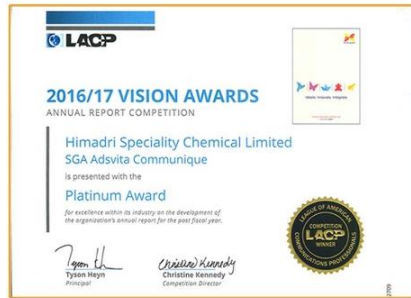 LACP
2016/17 VISION AWARDS
ANNUAL REPORT COMPETITION
Himadri Speciality Chemical Limited
SGA Adsvita Communique
is presented with the
Platinum Award
for excellence within its industry on the development of
the organization's annual report for the past fiscal year.
Tyson Heyn
Principal
Christine Kennedy
Christine Kennedy
Competition Director
LEAGUE OF AMERICAN
COMPETITION
LACP
WINNER
COMMUNICATIONS PROFESSIONALS